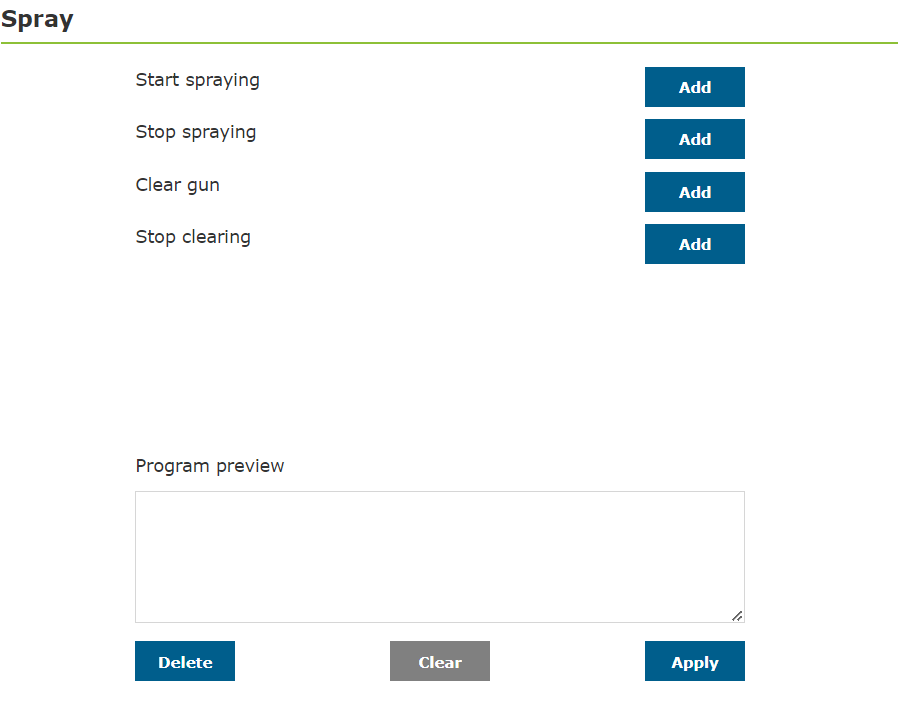 Spray
Start spraying Add
Stop spraying Add
Clear gun Add
Stop clearing Add
Program preview
Delete Clear Apply